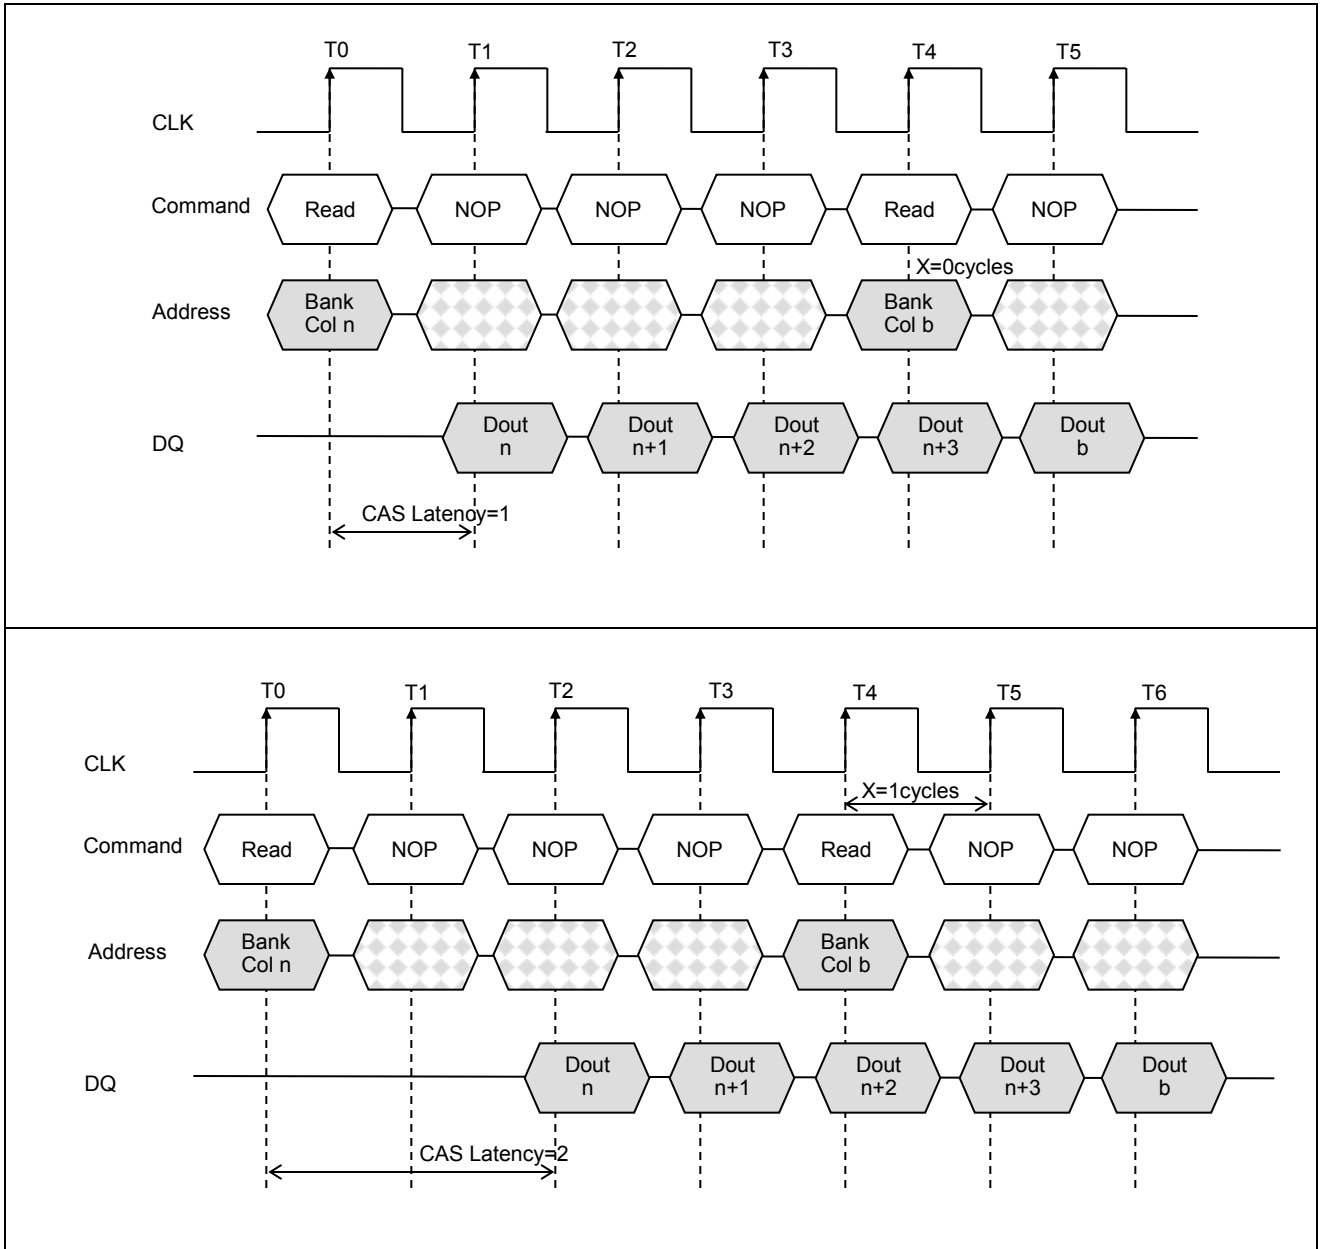 T0 T1 T2 T3 T4 T5
CLK
Command Read NOP NOP NOP Read NOP
X=0cycles
Address Bank Bank
Col n Col b
DQ Dout Dout Dout Dout Dout
n n+1 n+2 n+3 b
CAS Latency=1
T0 T1 T2 T3 T4 T5 T6
CLK
X=1cycles
Command Read NOP NOP NOP Read NOP NOP
Address Bank Bank
Col n Col b
DQ Dout Dout Dout Dout Dout
n n+1 n+2 n+3 b
CAS Latency=2